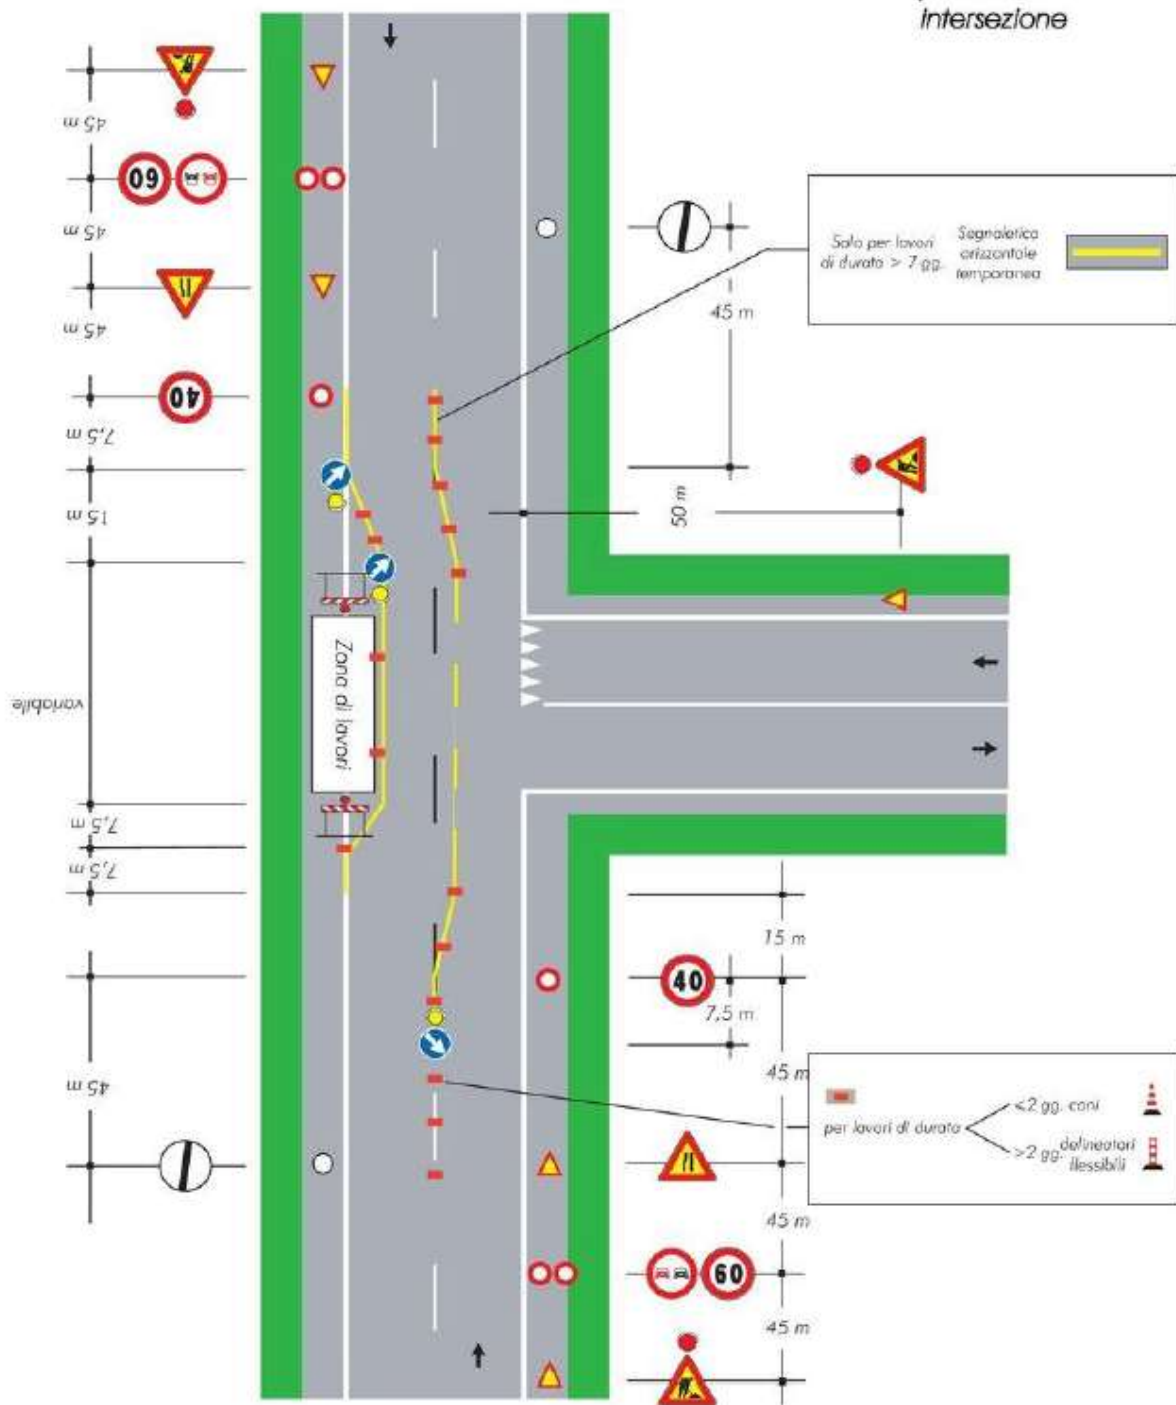 intersezione
45 m
60
45 m
45 m
40
7,5 m
15 m
variabile
7,5 m
7,5 m
45 m
Zona di lavori
Solo per lavori
di durata > 7 gg.
Segnaletica
orizzontale
temporanea
45 m
50 m
15 m
40
7,5 m
45 m
per lavori di durata
<2 gg. coni
>2 gg. delineatori
flessibili
45 m
60
45 m